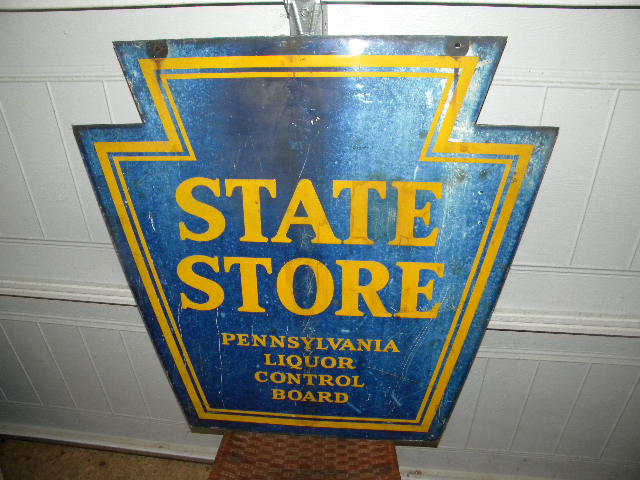 STATE
STORE
PENNSYLVANIA
LIQUOR
CONTROL
BOARD